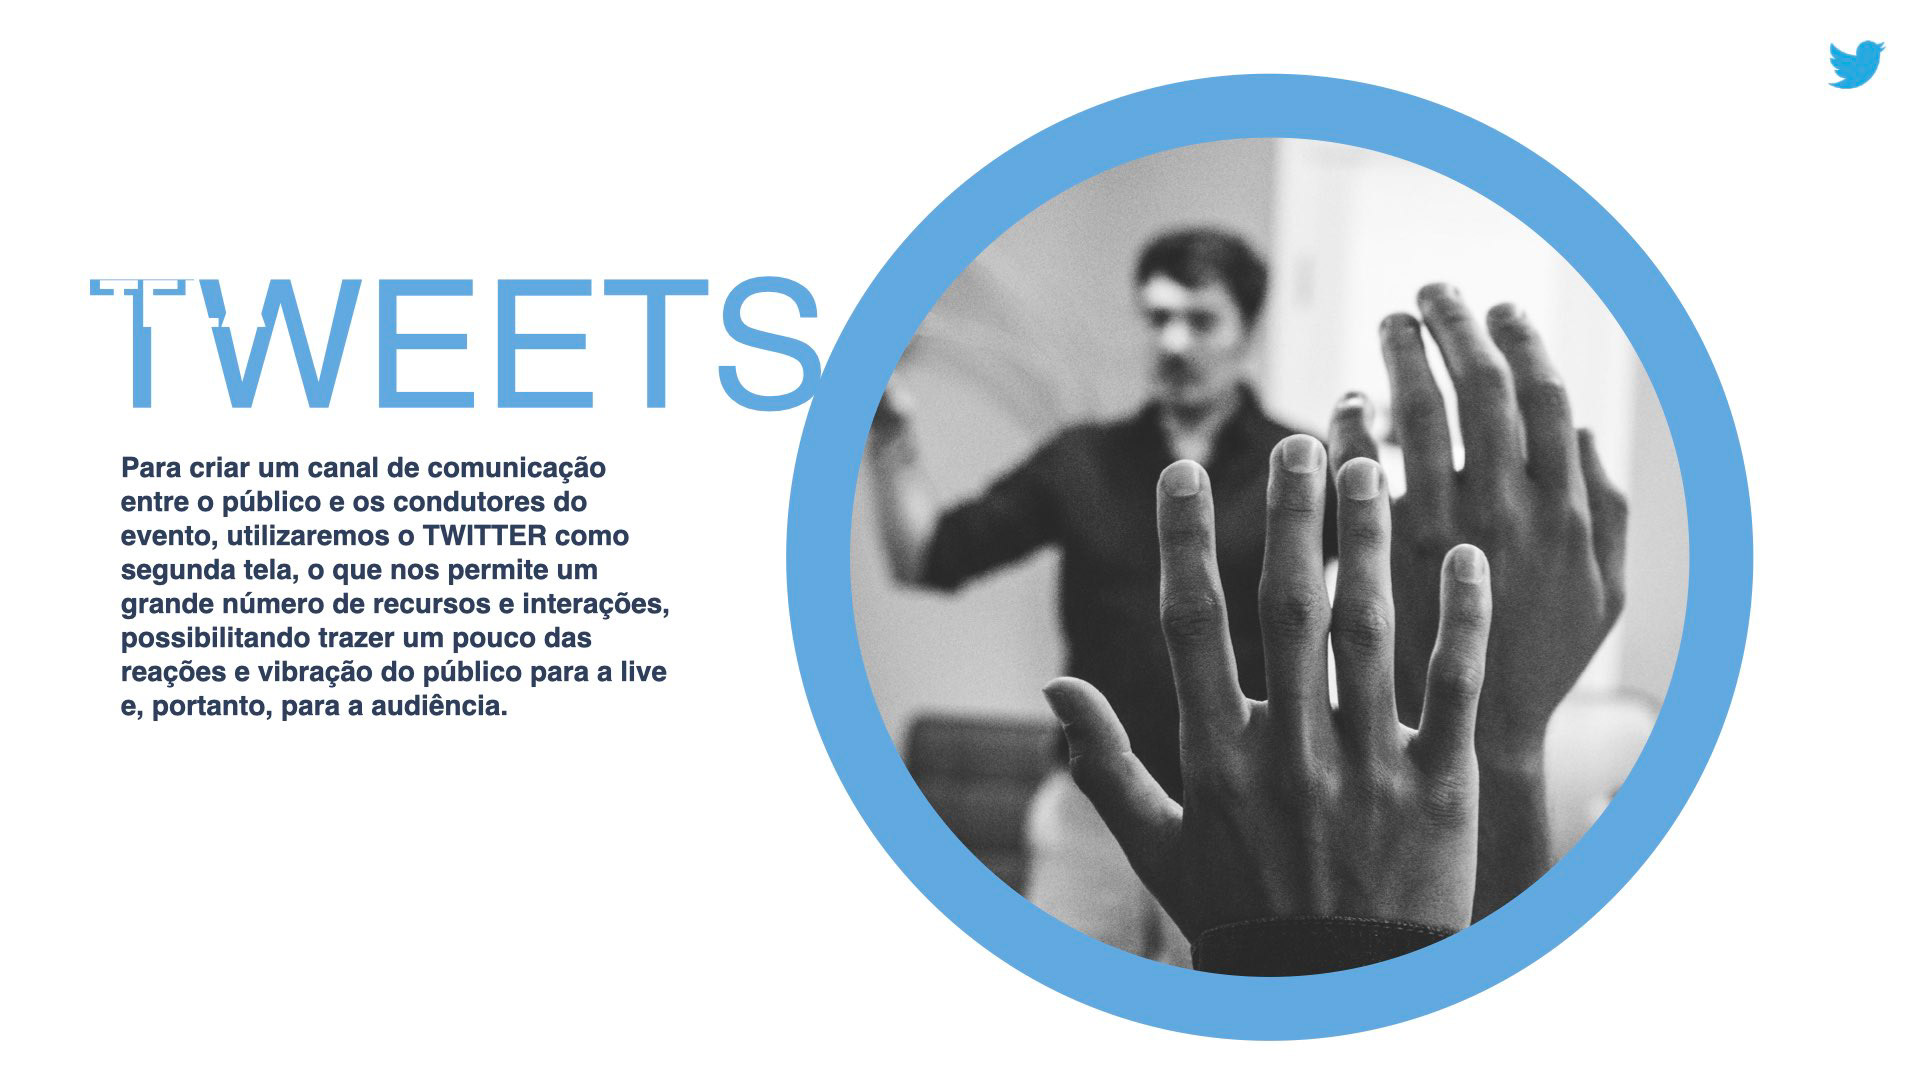 TWEETS
Para criar um canal de comunicação
entre o público e os condutores do
evento, utilizaremos o TWITTER como
segunda tela, o que nos permite um
grande número de recursos e interações,
possibilitando trazer um pouco das
reações e vibração do público para a live
e, portanto, para a audiência.